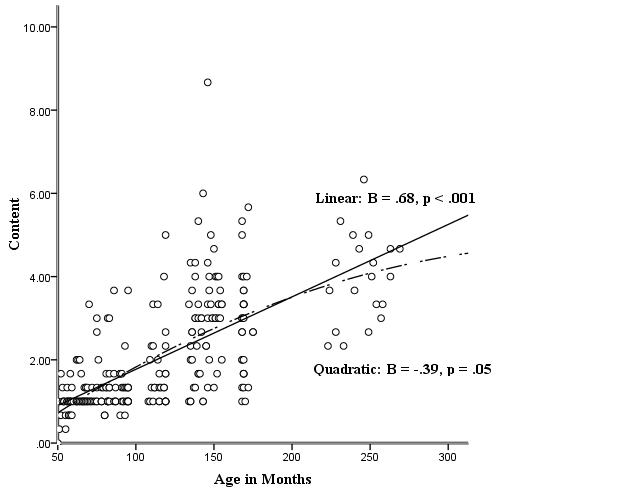 10.00
8.00
6.00
Linear: B = .68, p < .001
Content
4.00
2.00
Quadratic: B = -.39, p = .05
.00
50 100 150 200 250 300
Age in Months